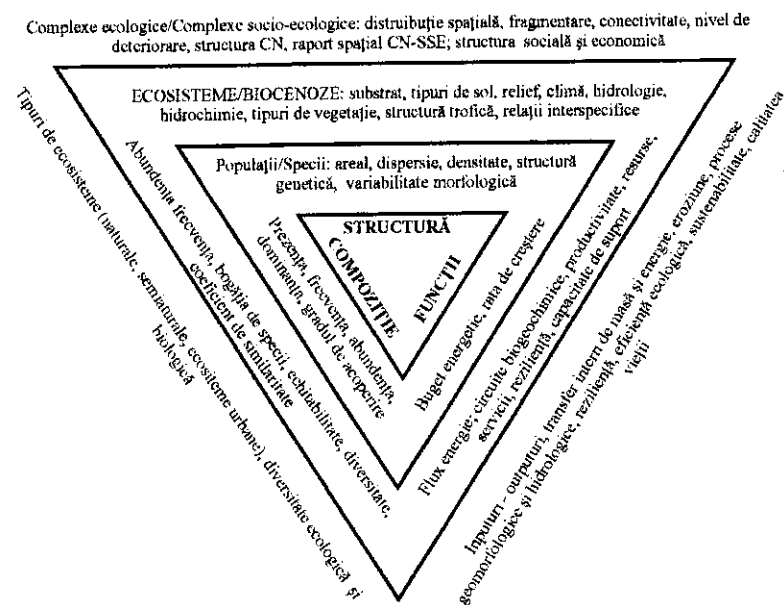 Complexe ecologice/Complexe socio-ecologice: distruibuție spațială, fragmentare, conectivitate, nivel de
deteriorare, structura CN, raport spațial CN-SSE; structura socială și economică
ECOSISTEME/BIOCENOZE: substrat, tipuri de sol, relief, climă, hidrologie,
hidrochimie, tipuri de vegetație, structură trofică, relații interspecifice
Populații/Specii: areal, dispersie, densitate, structură
genetică, variabilitate morfologică
STRUCTURĂ
COMPOZIȚIE
FUNCȚII
Prezența, frecvența, abundența,
dominanța, gradul de acoperire
Buget energetic, rata de creștere
Abundența frecvența, bogăția de specii, echitabilitate, diversitate,
coeficient de similaritate
Flux energie; circuite biogeochimice, productivitate, resurse,
servicii, reziliență, capacitate de suport
Tipuri de ecosisteme (naturale, semiaturale, ecositeme urbane), diversitate ecologică și
biologică
Inputuri - outputuri, transfer intern de masă și energie, eroziune, procese
geomorfologice și hidrologice, reziliență, eficiență ecologică, sustenabilitate, calitatea
vieții